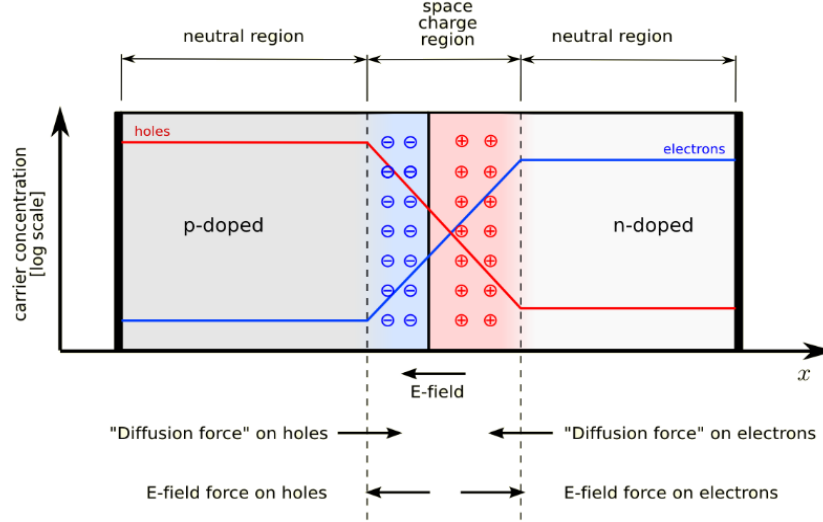 space
charge
region
neutral region
neutral region
holes
electrons
p-doped
n-doped
carrier concentration
[log scale]
x
E-field
"Diffusion force" on holes
"Diffusion force" on electrons
E-field force on holes
E-field force on electrons